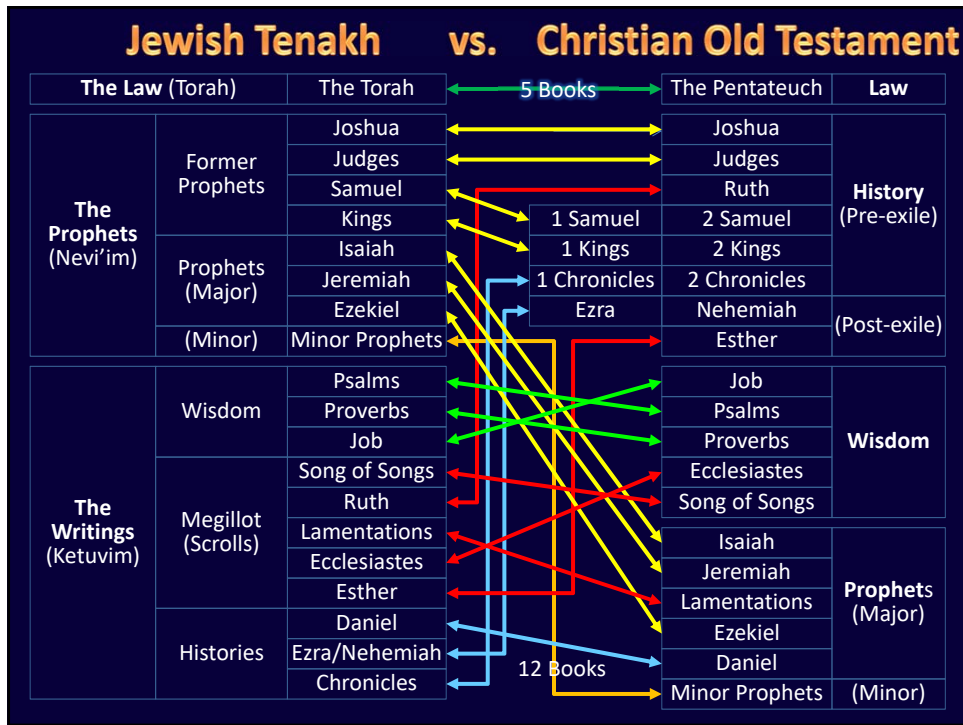 Jewish Tenakh vs. Christian Old Testament
The Law (Torah) The Torah 5 Books The Pentateuch Law
The
Prophets
(Nevi'im)
Former
Prophets
Joshua
Judges
Samuel
Kings
Prophets
(Major)
Isaiah
Jeremiah
Ezekiel
(Minor)
Minor Prophets
The
Writings
(Ketuvim)
Wisdom
Psalms
Proverbs
Job
Megillot
(Scrolls)
Song of Songs
Ruth
Lamentations
Ecclesiastes
Esther
Histories
Daniel
Ezra/Nehemiah
Chronicles
12 Books
Joshua
Judges
Ruth
1 Samuel 2 Samuel
1 Kings 2 Kings
1 Chronicles 2 Chronicles
Ezra Nehemiah
Esther
History
(Pre-exile)
(Post-exile)
Job
Psalms
Proverbs
Ecclesiastes
Song of Songs
Wisdom
Isaiah
Jeremiah
Lamentations
Ezekiel
Daniel
Prophets
(Major)
Minor Prophets (Minor)